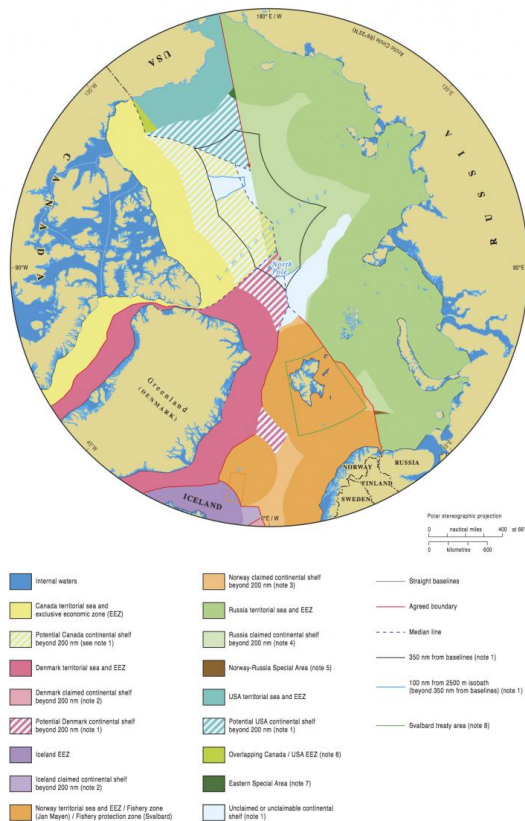 180° E / W
Arctic Circle (66°33'N)
USA
CANADA
RUSSIA
90°W
90°E
Lomonosov Ridge
North
Pole
Greenland
(DENMARK)
ICELAND
0°E / W
NORWAY
RUSSIA
FINLAND
SWEDEN
Polar stereographic projection
0 nautical miles 400 at 66°
0 kilometres 600
Internal waters
Canada territorial sea and
exclusive economic zone (EEZ)
Potential Canada continental shelf
beyond 200 nm (see note 1)
Denmark territorial sea and EEZ
Denmark claimed continental shelf
beyond 200 nm (note 2)
Potential Denmark continental shelf
beyond 200 nm (note 1)
Iceland EEZ
Iceland claimed continental shelf
beyond 200 nm (note 2)
Norway territorial sea and EEZ / Fishery zone
(Jan Mayen) / Fishery protection zone (Svalbard)
Norway claimed continental shelf
beyond 200 nm (note 3)
Russia territorial sea and EEZ
Russia claimed continental shelf
beyond 200 nm (note 4)
Norway-Russia Special Area (note 5)
USA territorial sea and EEZ
Potential USA continental shelf
beyond 200 nm (note 1)
Overlapping Canada / USA EEZ (note 6)
Eastern Special Area (note 7)
Unclaimed or unclaimable continental
shelf (note 1)
Straight baselines
Agreed boundary
Median line
350 nm from baselines (note 1)
100 nm from 2500 m isobath
(beyond 350 nm from baselines) (note 1)
Svalbard treaty area (note 8)